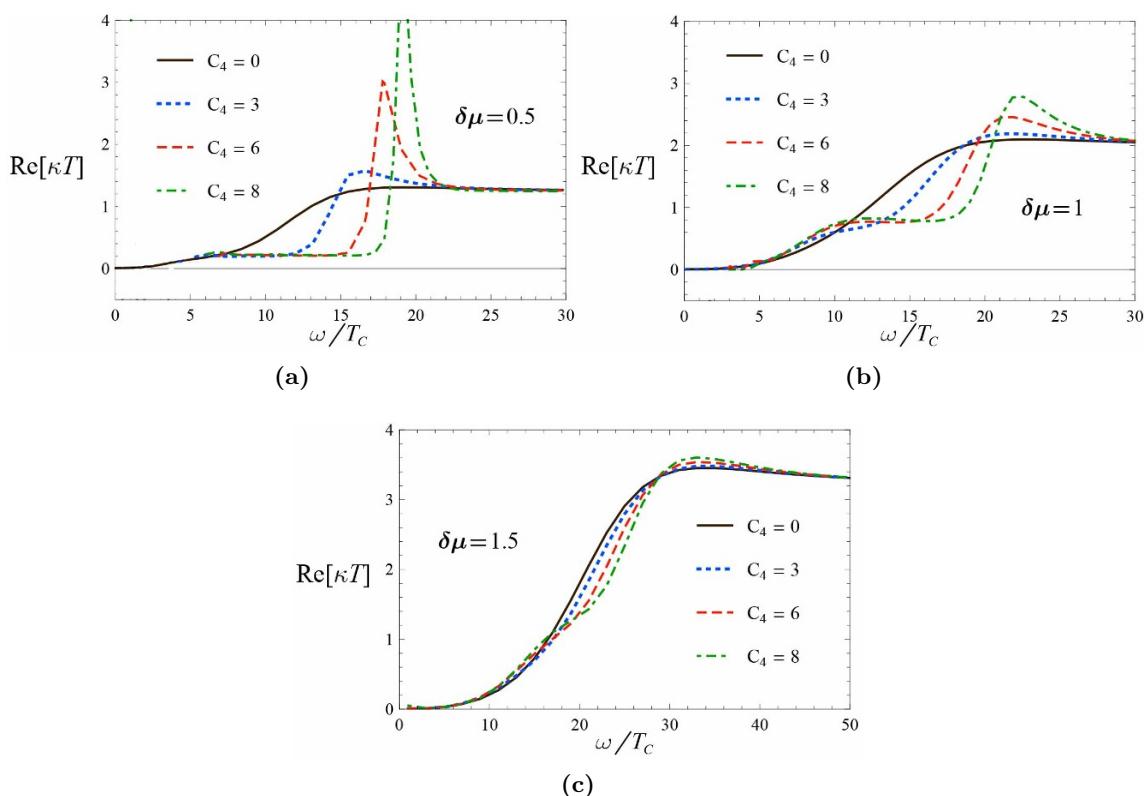 4
3
2
1
0
Re[κT]
C₄ = 0
C₄ = 3
C₄ = 6
C₄ = 8
δμ=0.5
0 5 10 15 20 25 30
ω/T_C
(a)
4
3
2
1
0
Re[κT]
C₄ = 0
C₄ = 3
C₄ = 6
C₄ = 8
δμ=1
0 5 10 15 20 25 30
ω/T_C
(b)
4
3
2
1
0
Re[κT]
δμ=1.5
C₄ = 0
C₄ = 3
C₄ = 6
C₄ = 8
0 10 20 30 40 50
ω/T_C
(c)